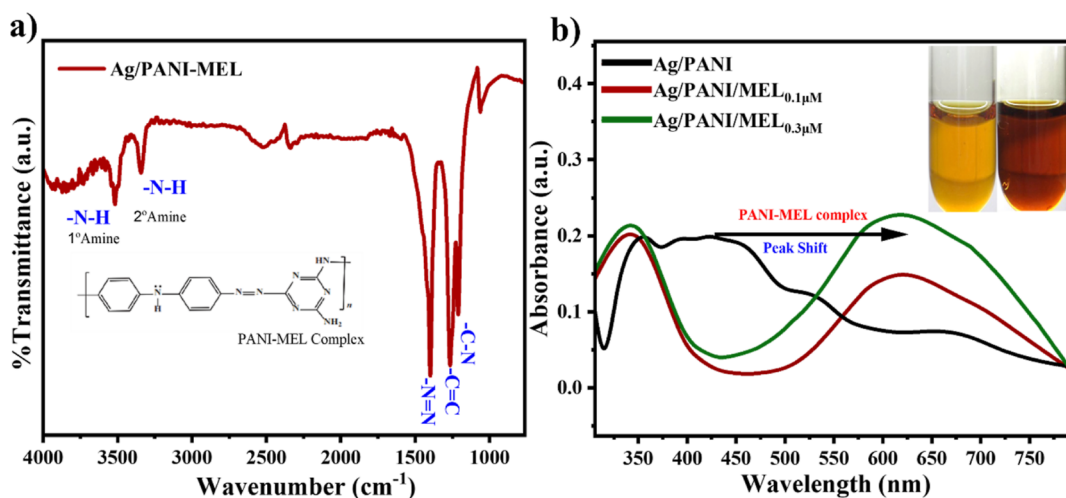 a)
Ag/PANI-MEL
%Transmittance (a.u.)
-N-H
1°Amine
-N-H
2°Amine
HN
N
N
N
N=N
N
H
NH₂
n
PANI-MEL Complex
-N=N
-C=C
-C-N
4000 3500 3000 2500 2000 1500 1000
Wavenumber (cm⁻¹)
b)
Ag/PANI
Ag/PANI/MEL₀.₁µM
Ag/PANI/MEL₀.₃µM
PANI-MEL complex
Peak Shift
Absorbance (a.u.)
0.4
0.3
0.2
0.1
0.0
350 400 450 500 550 600 650 700 750
Wavelength (nm)